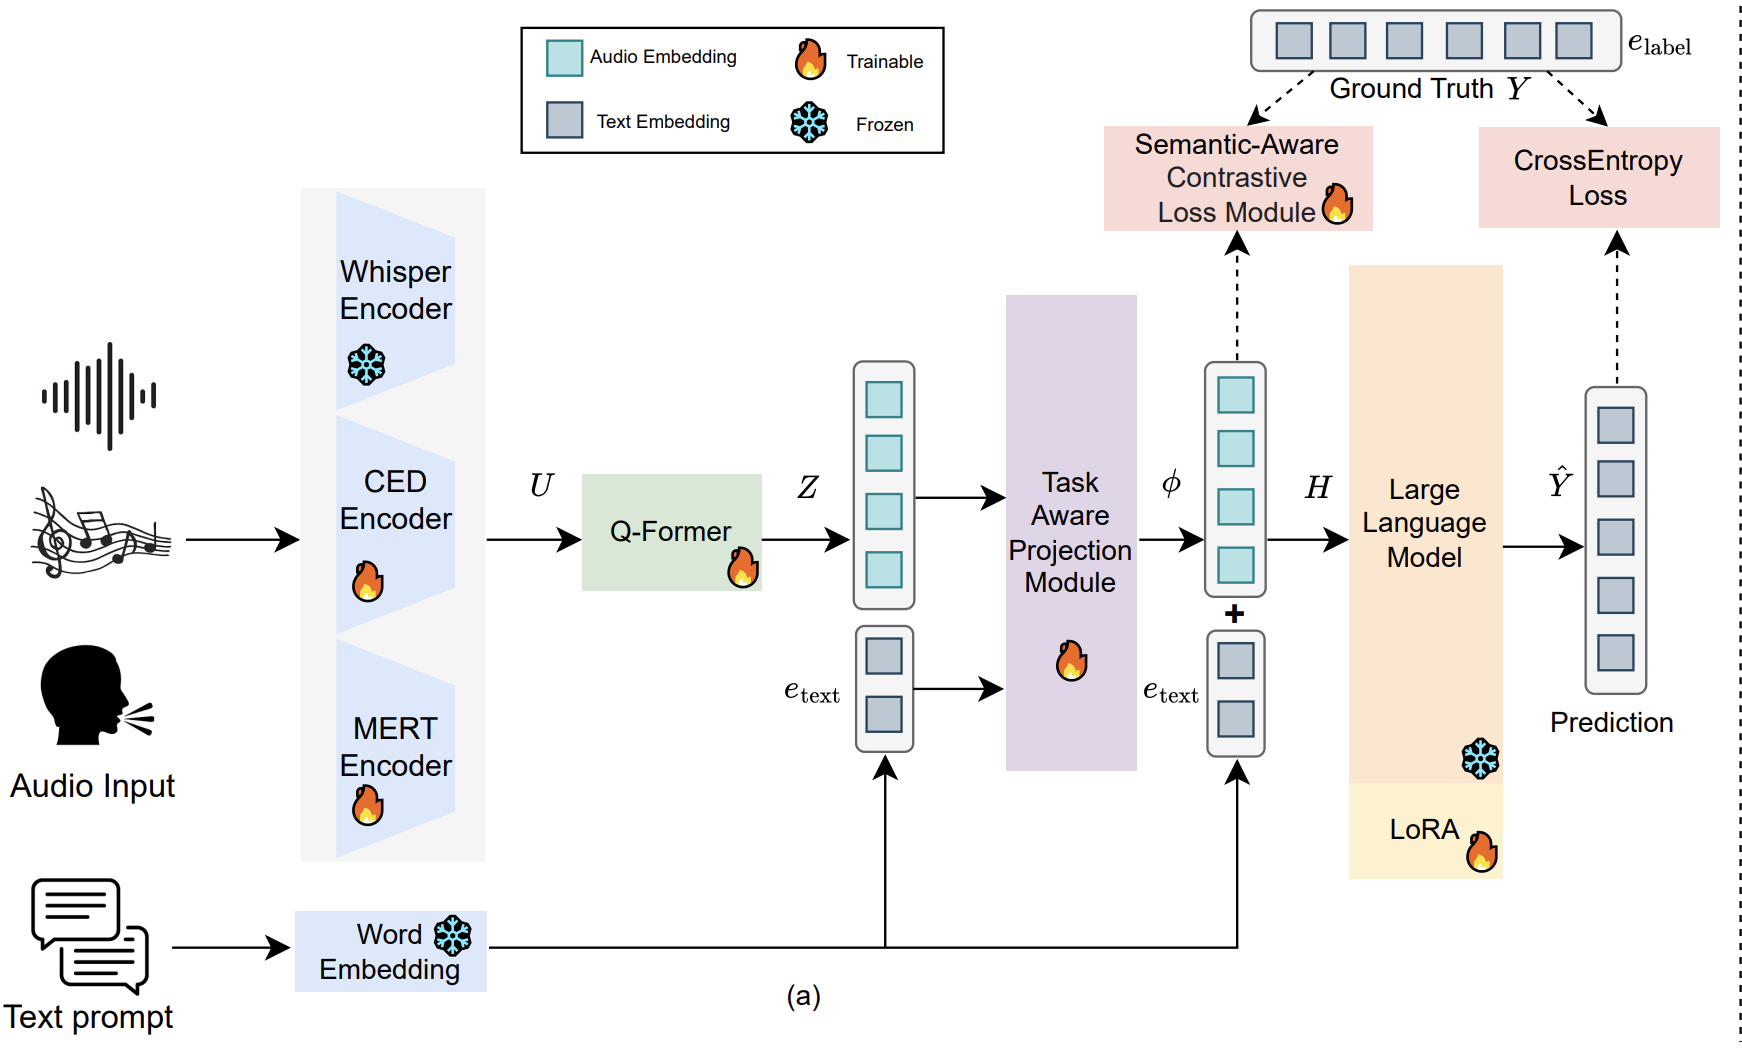 Audio Embedding
Trainable
Text Embedding
Frozen
e_label
Ground Truth Y
Semantic-Aware
Contrastive
Loss Module
CrossEntropy
Loss
Whisper
Encoder
CED
Encoder
MERT
Encoder
Audio Input
U
Q-Former
Z
e_text
Task
Aware
Projection
Module
ϕ
+
e_text
H
Large
Language
Model
LoRA
Ŷ
Prediction
Word
Embedding
Text prompt
(a)